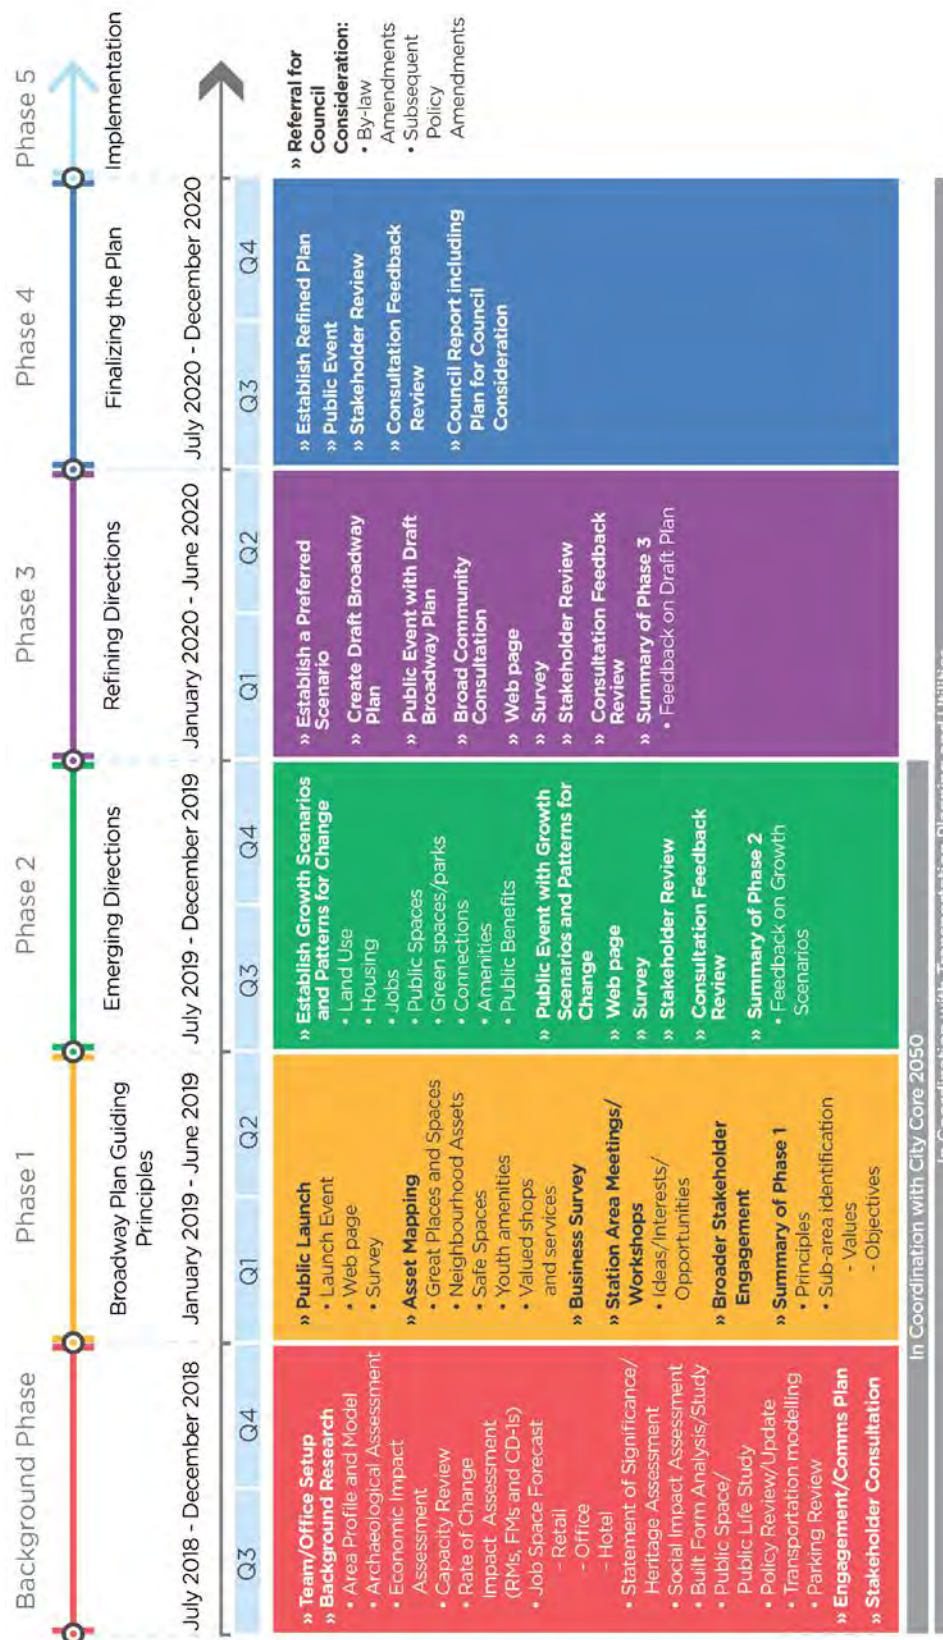 Background Phase
July 2018 - December 2018
Q3
Q4
» Team/Office Setup
» Background Research
• Area Profile and Model
• Archaeological Assessment
• Economic Impact
Assessment
• Capacity Review
• Rate of Change
Impact Assessment
(RMs, FMs and CD-1s)
• Job Space Forecast
- Retail
- Office
- Hotel
• Statement of Significance/
Heritage Assessment
• Social Impact Assessment
• Built Form Analysis/Study
• Public Space/
Public Life Study
• Policy Review/Update
• Transportation modelling
• Parking Review
» Engagement/Comms Plan
» Stakeholder Consultation
Phase 1
Broadway Plan Guiding
Principles
January 2019 - June 2019
Q1
Q2
» Public Launch
• Launch Event
• Web page
• Survey
» Asset Mapping
• Great Places and Spaces
• Neighbourhood Assets
• Safe Spaces
• Youth amenities
• Valued shops
and services
» Business Survey
» Station Area Meetings/
Workshops
• Ideas/Interests/
Opportunities
» Broader Stakeholder
Engagement
» Summary of Phase 1
• Principles
• Sub-area identification
- Values
- Objectives
Phase 2
Emerging Directions
July 2019 - December 2019
Q3
Q4
» Establish Growth Scenarios
and Patterns for Change
• Land Use
• Housing
• Jobs
• Public Spaces
• Green spaces/parks
• Connections
• Amenities
• Public Benefits
» Public Event with Growth
Scenarios and Patterns for
Change
» Web page
» Survey
» Stakeholder Review
» Consultation Feedback
Review
» Summary of Phase 2
• Feedback on Growth
Scenarios
Phase 3
Refining Directions
January 2020 - June 2020
Q1
Q2
» Establish a Preferred
Scenario
» Create Draft Broadway
Plan
» Public Event with Draft
Broadway Plan
» Broad Community
Consultation
» Web page
» Survey
» Stakeholder Review
» Consultation Feedback
Review
» Summary of Phase 3
• Feedback on Draft Plan
Phase 4
Finalizing the Plan
July 2020 - December 2020
Q3
Q4
» Establish Refined Plan
» Public Event
» Stakeholder Review
» Consultation Feedback
Review
» Council Report including
Plan for Council
Consideration
Phase 5
Implementation
» Referral for
Council
Consideration:
• By-law
Amendments
• Subsequent
Policy
Amendments
In Coordination with City Core 2050
In Coordination with Transportation Planning and Utilities